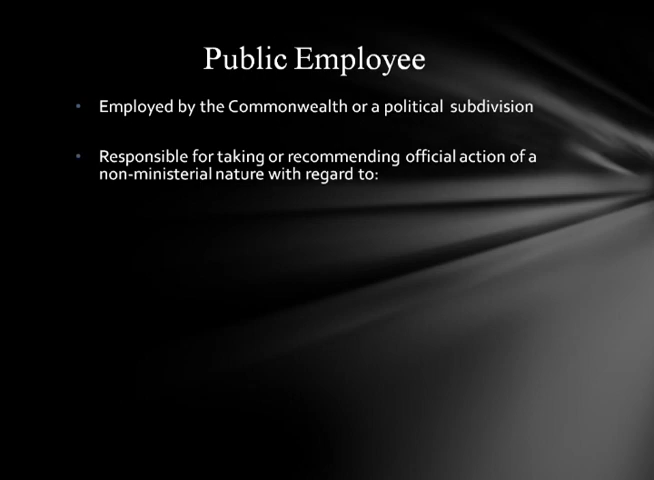 Public Employee
• Employed by the Commonwealth or a political subdivision
• Responsible for taking or recommending official action of a
non-ministerial nature with regard to: